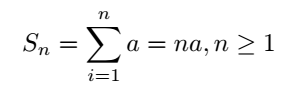 $$S_n = \sum_{i=1}^{n} a = na, n \geq 1$$